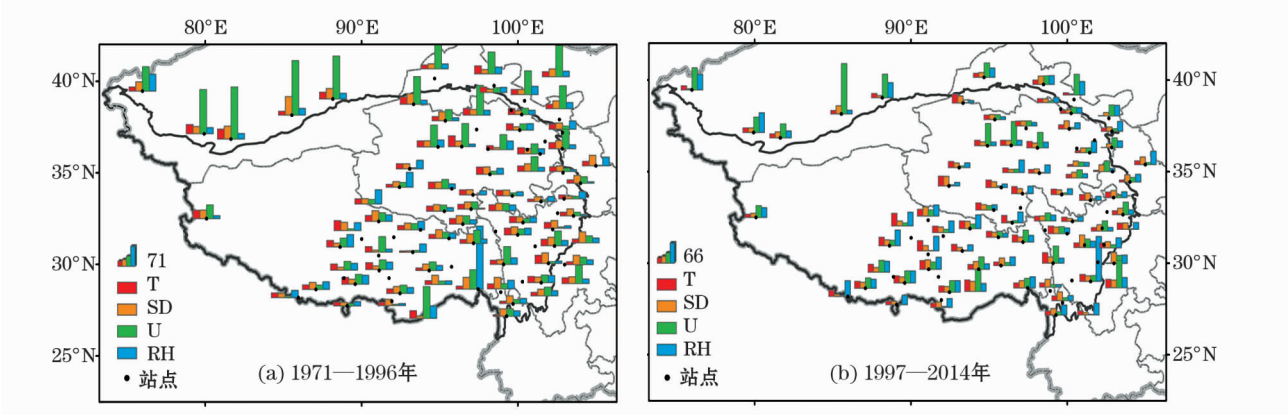 80°E 90°E 100°E
80°E 90°E 100°E
40°N
35°N
30°N
25°N
71
T
SD
U
RH
站点
(a) 1971—1996年
66
T
SD
U
RH
站点
(b) 1997—2014年
40°N
35°N
30°N
25°N